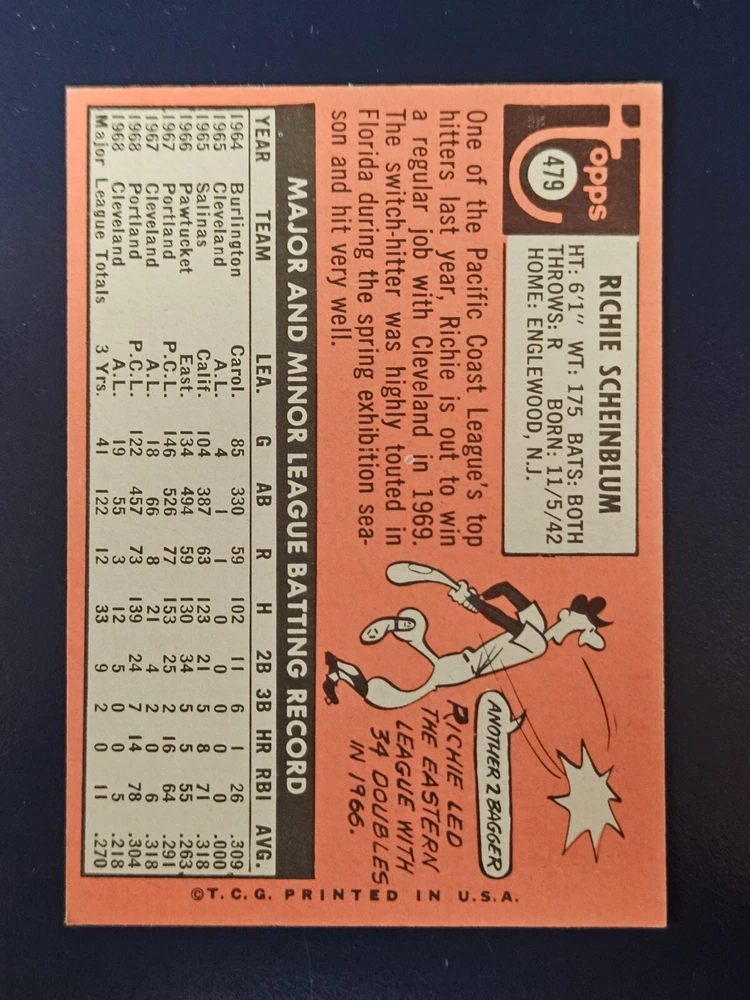 Topps
479
RICHIE SCHEINBLUM
HT: 6'1" WT: 175 BATS: BOTH
THROWS: R BORN: 11/5/42
HOME: ENGLEWOOD, N.J.
One of the Pacific Coast League's top
hitters last year, Richie is out to win
a regular job with Cleveland in 1969.
The switch-hitter was highly touted in
Florida during the spring exhibition sea-
son and hit very well.
ANOTHER 2 BAGGER
RICHIE LED
THE EASTERN
LEAGUE WITH
34 DOUBLES
IN 1966.
MAJOR AND MINOR LEAGUE BATTING RECORD
YEAR TEAM LEA. G AB R H 2B 3B HR RBI AVG.
1964 Burlington Carol. 85 330 59 102 11 6 1 26 .309
1965 Cleveland A.L. 4 1 1 0 0 0 0 0 .000
1965 Salinas Calif. 104 387 63 123 21 5 8 71 .318
1966 Pawtucket East. 134 494 59 130 34 5 5 55 .263
1967 Portland P.C.L. 146 526 77 153 25 2 16 64 .291
1967 Cleveland A.L. 18 66 8 21 4 2 0 6 .318
1968 Portland P.C.L. 122 457 73 139 24 7 14 78 .304
1968 Cleveland A.L. 19 55 3 12 5 0 0 5 .218
Major League Totals 3 Yrs. 41 122 12 33 9 2 0 11 .270
©T.C.G. PRINTED IN U.S.A.